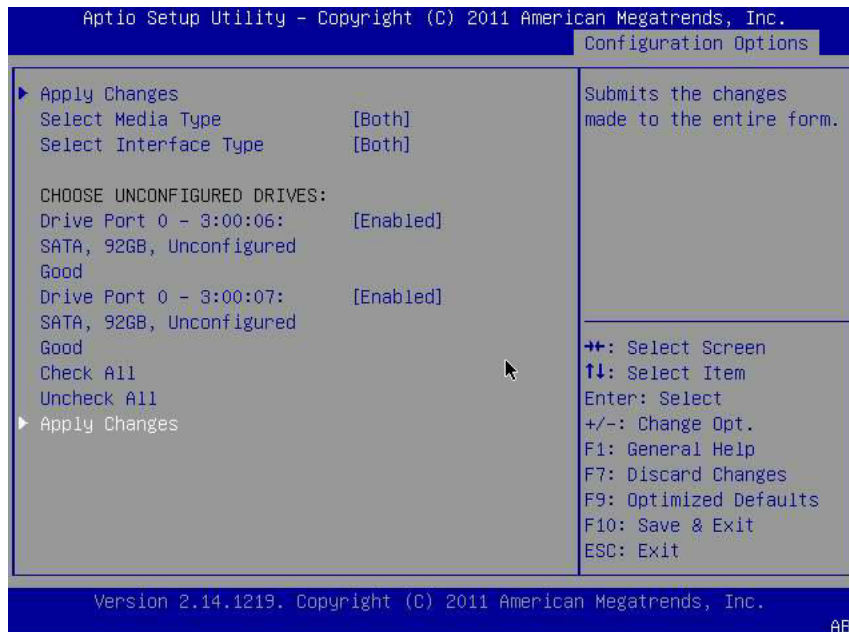 Aptio Setup Utility - Copyright (C) 2011 American Megatrends, Inc.
Configuration Options
Apply Changes
Select Media Type [Both]
Select Interface Type [Both]
CHOOSE UNCONFIGURED DRIVES:
Drive Port 0 - 3:00:06: [Enabled]
SATA, 92GB, Unconfigured
Good
Drive Port 0 - 3:00:07: [Enabled]
SATA, 92GB, Unconfigured
Good
Check All
Uncheck All
Apply Changes
Submits the changes
made to the entire form.
→←: Select Screen
↑↓: Select Item
Enter: Select
+/-: Change Opt.
F1: General Help
F7: Discard Changes
F9: Optimized Defaults
F10: Save & Exit
ESC: Exit
Version 2.14.1219. Copyright (C) 2011 American Megatrends, Inc.